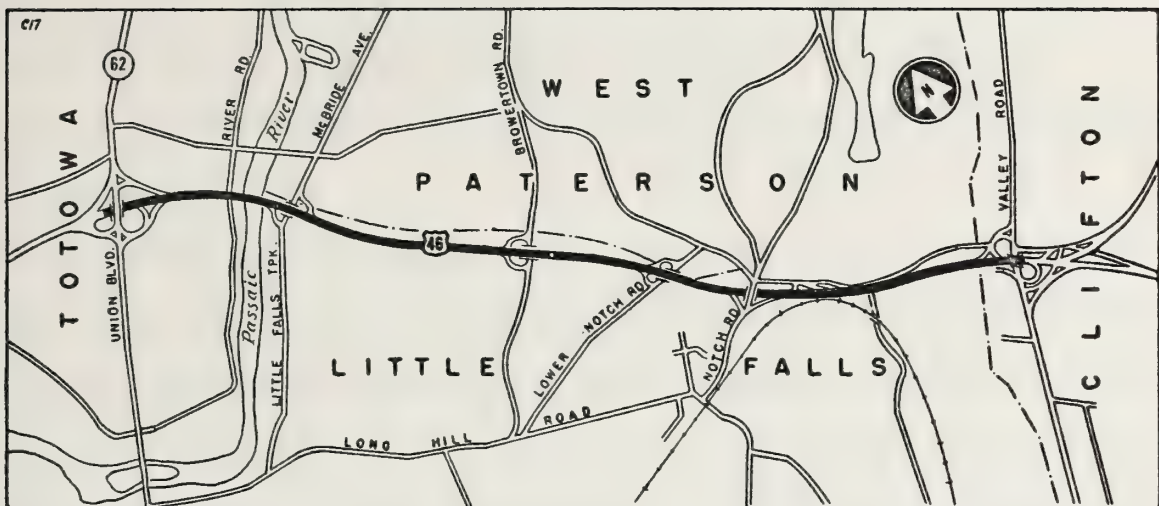 C17
62
TOTOWA
UNION BLVD.
RIVER RD.
River
Passaic
McBRIDE AVE.
LITTLE FALLS TPK.
BROWERTOWN RD.
WEST
PATERSON
46
LOWER NOTCH RD.
NOTCH RD.
LITTLE FALLS
LONG HILL ROAD
N
VALLEY ROAD
CLIFTON